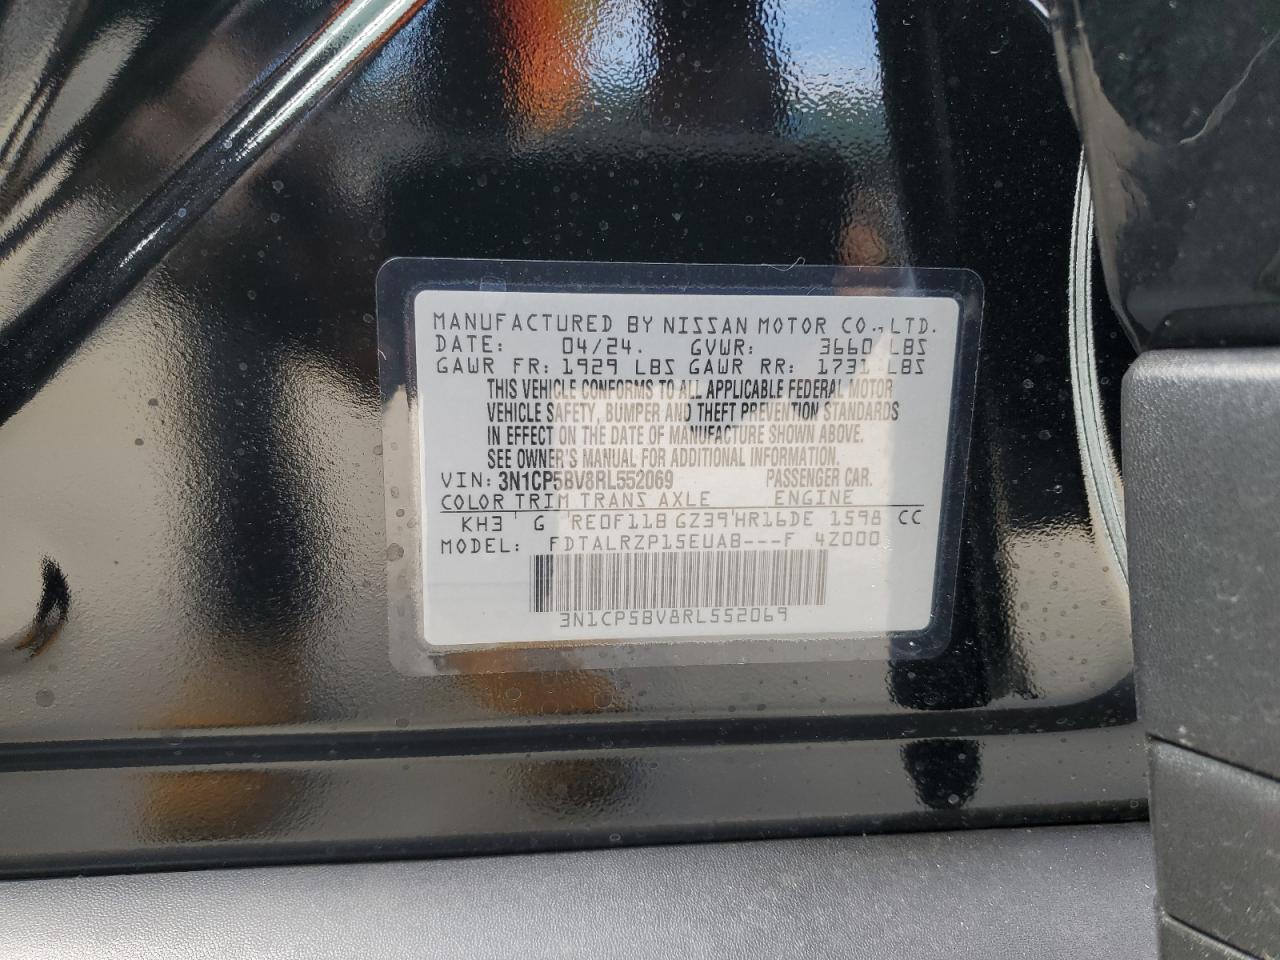 MANUFACTURED BY NISSAN MOTOR CO., LTD.
DATE: 04/24. GVWR: 3660 LBS
GAWR FR: 1929 LBS GAWR RR: 1731 LBS
THIS VEHICLE CONFORMS TO ALL APPLICABLE FEDERAL MOTOR
VEHICLE SAFETY, BUMPER AND THEFT PREVENTION STANDARDS
IN EFFECT ON THE DATE OF MANUFACTURE SHOWN ABOVE.
SEE OWNER'S MANUAL FOR ADDITIONAL INFORMATION.
VIN: 3N1CP5BV8RL552069 PASSENGER CAR.
COLOR TRIM TRANS AXLE ENGINE
KH3 G RE0F11B GZ39 HR16DE 1598 CC
MODEL: FDTALRZP15EUAB---F 4Z000
3N1CP5BV8RL552069